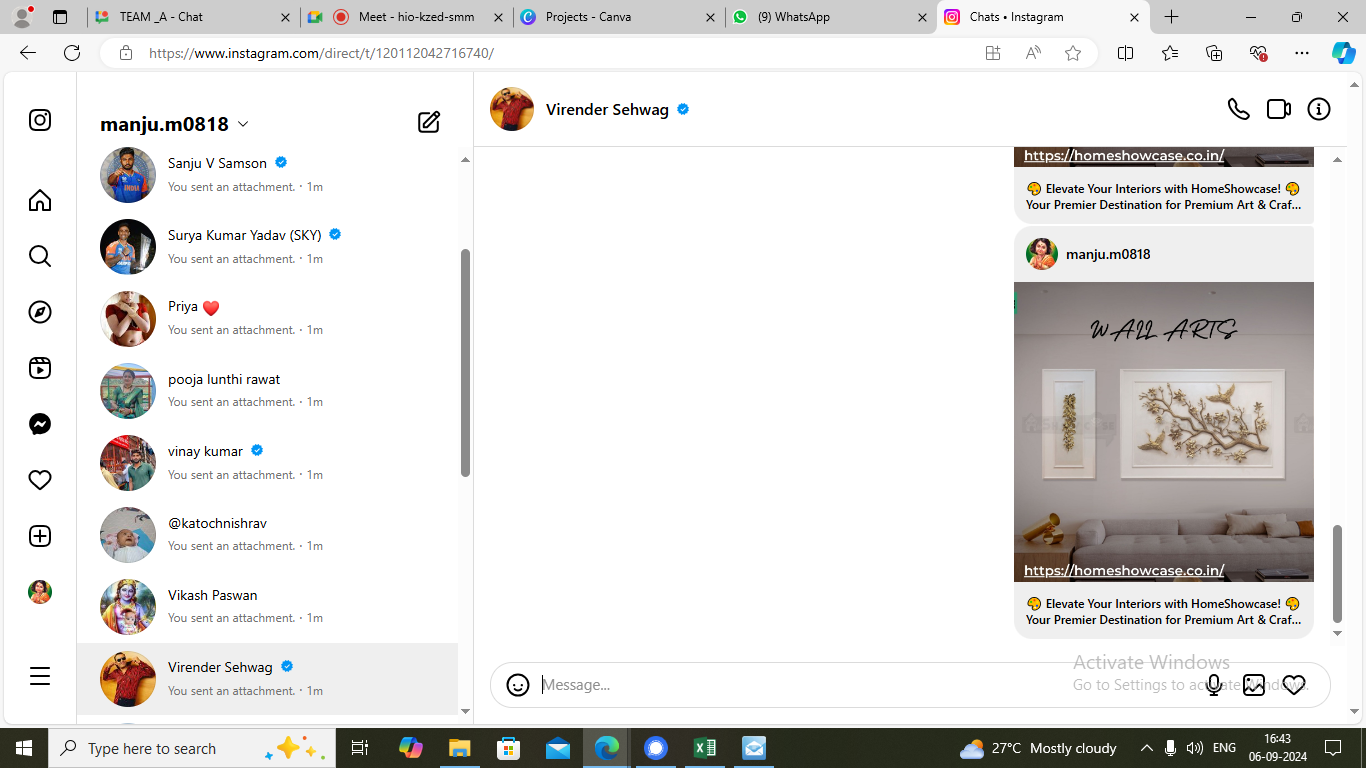 TEAM _A - Chat
Meet - hio-kzed-smm
Projects - Canva
(9) WhatsApp
Chats • Instagram
https://www.instagram.com/direct/t/120112042716740/
manju.m0818
Sanju V Samson
You sent an attachment. · 1m
Surya Kumar Yadav (SKY)
You sent an attachment. · 1m
Priya ❤️
You sent an attachment. · 1m
pooja lunthi rawat
You sent an attachment. · 1m
vinay kumar
You sent an attachment. · 1m
@katochnishrav
You sent an attachment. · 1m
Vikash Paswan
You sent an attachment. · 1m
Virender Sehwag
You sent an attachment. · 1m
Virender Sehwag
https://homeshowcase.co.in/
🎨 Elevate Your Interiors with HomeShowcase! 🎨
Your Premier Destination for Premium Art & Craf...
manju.m0818
WALL ARTS
https://homeshowcase.co.in/
🎨 Elevate Your Interiors with HomeShowcase! 🎨
Your Premier Destination for Premium Art & Craf...
Message...
Activate Windows
Go to Settings to activate Windows.
Type here to search
27°C Mostly cloudy
ENG
16:43
06-09-2024